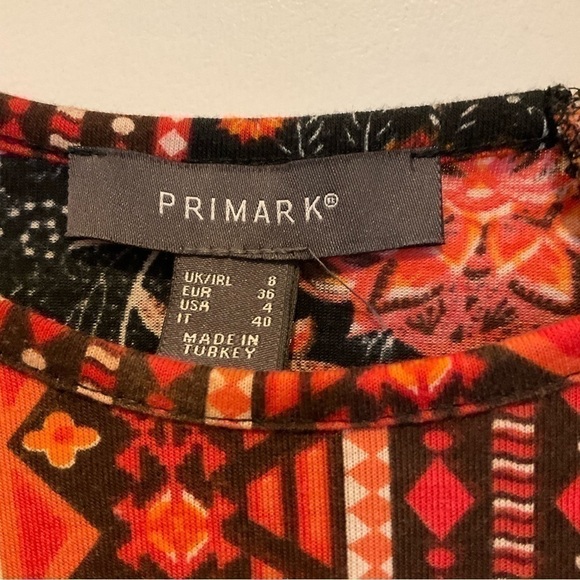 PRIMARK®
UK/IRL 8
EUR 36
USA 4
IT 40
MADE IN
TURKEY